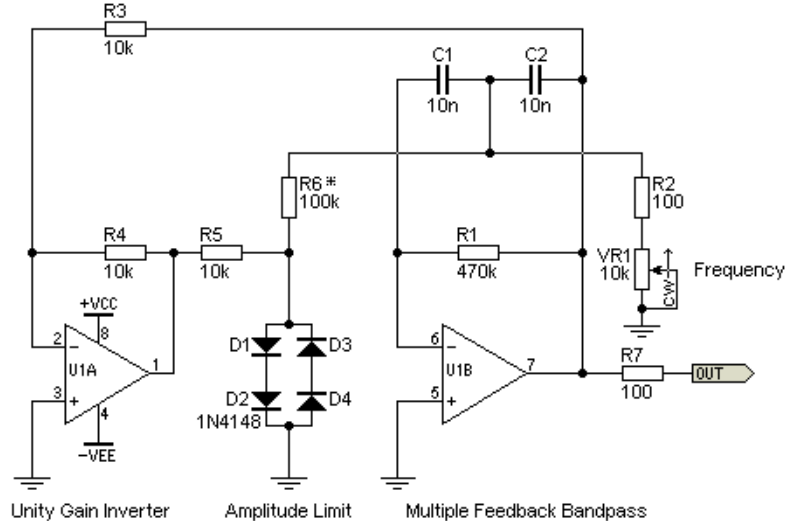 R3
10k
C1
C2
10n
10n
R6*
100k
R2
100
R4
10k
R5
10k
R1
470k
VR1
10k
CW
Frequency
+VCC
2
8
U1A
1
3
4
-VEE
D1
D3
D2
D4
1N4148
6
U1B
7
5
R7
100
OUT
Unity Gain Inverter
Amplitude Limit
Multiple Feedback Bandpass